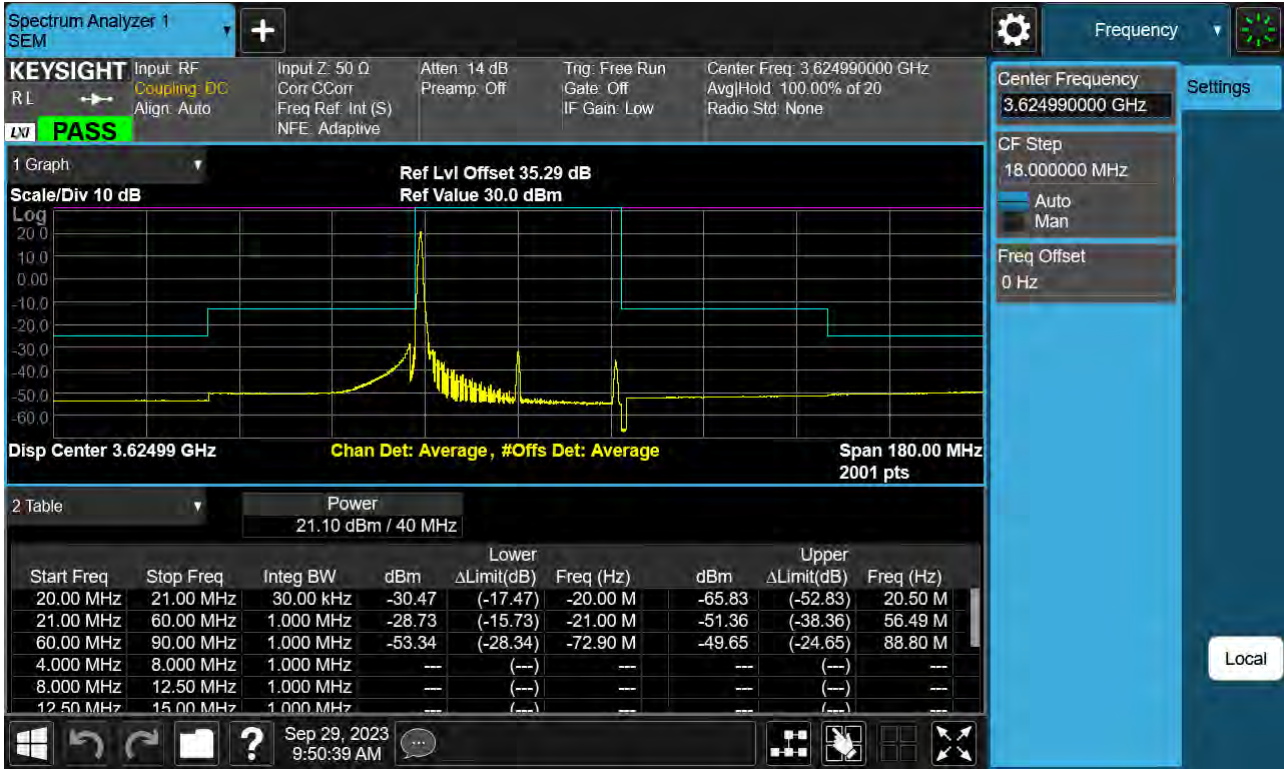 Spectrum Analyzer 1
SEM
Frequency
KEYSIGHT
Input: RF
Coupling: DC
Align: Auto
Input Z: 50 Ω
Corr CCorr
Freq Ref: Int (S)
NFE: Adaptive
Atten: 14 dB
Preamp: Off
Trig: Free Run
Gate: Off
IF Gain: Low
Center Freq: 3.624990000 GHz
Avg|Hold: 100.00% of 20
Radio Std: None
R L
LXI PASS
Center Frequency
3.624990000 GHz
Settings
CF Step
18.000000 MHz
Auto
Man
Freq Offset
0 Hz
Local
1 Graph
Ref Lvl Offset 35.29 dB
Scale/Div 10 dB
Ref Value 30.0 dBm
Log
20.0
10.0
0.00
-10.0
-20.0
-30.0
-40.0
-50.0
-60.0
Disp Center 3.62499 GHz
Chan Det: Average , #Offs Det: Average
Span 180.00 MHz
2001 pts
2 Table
Power
21.10 dBm / 40 MHz
Lower Upper
Start Freq Stop Freq Integ BW dBm ΔLimit(dB) Freq (Hz) dBm ΔLimit(dB) Freq (Hz)
20.00 MHz 21.00 MHz 30.00 kHz -30.47 (-17.47) -20.00 M -65.83 (-52.83) 20.50 M
21.00 MHz 60.00 MHz 1.000 MHz -28.73 (-15.73) -21.00 M -51.36 (-38.36) 56.49 M
60.00 MHz 90.00 MHz 1.000 MHz -53.34 (-28.34) -72.90 M -49.65 (-24.65) 88.80 M
4.000 MHz 8.000 MHz 1.000 MHz --- (---) --- --- (---) ---
8.000 MHz 12.50 MHz 1.000 MHz --- (---) --- --- (---) ---
12.50 MHz 15.00 MHz 1.000 MHz --- (---) --- --- (---) ---
Sep 29, 2023
9:50:39 AM